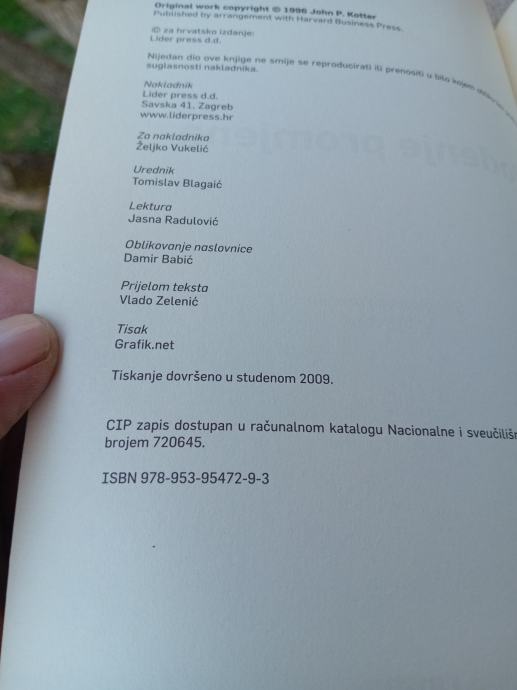 Original work copyright © 1996 John P. Kotter
Published by arrangement with Harvard Business Press.
© za hrvatsko izdanje:
Lider press d.d.
Nijedan dio ove knjige ne smije se reproducirati ili prenositi u bilo kojem
suglasnosti nakladnika.
Nakladnik
Lider press d.d.
Savska 41, Zagreb
www.liderpress.hr
Za nakladnika
Željko Vukelić
Urednik
Tomislav Blagaić
Lektura
Jasna Radulović
Oblikovanje naslovnice
Damir Babić
Prijelom teksta
Vlado Zelenić
Tisak
Grafik.net
Tiskanje dovršeno u studenom 2009.
CIP zapis dostupan u računalnom katalogu Nacionalne i sveučilišn
brojem 720645.
ISBN 978-953-95472-9-3